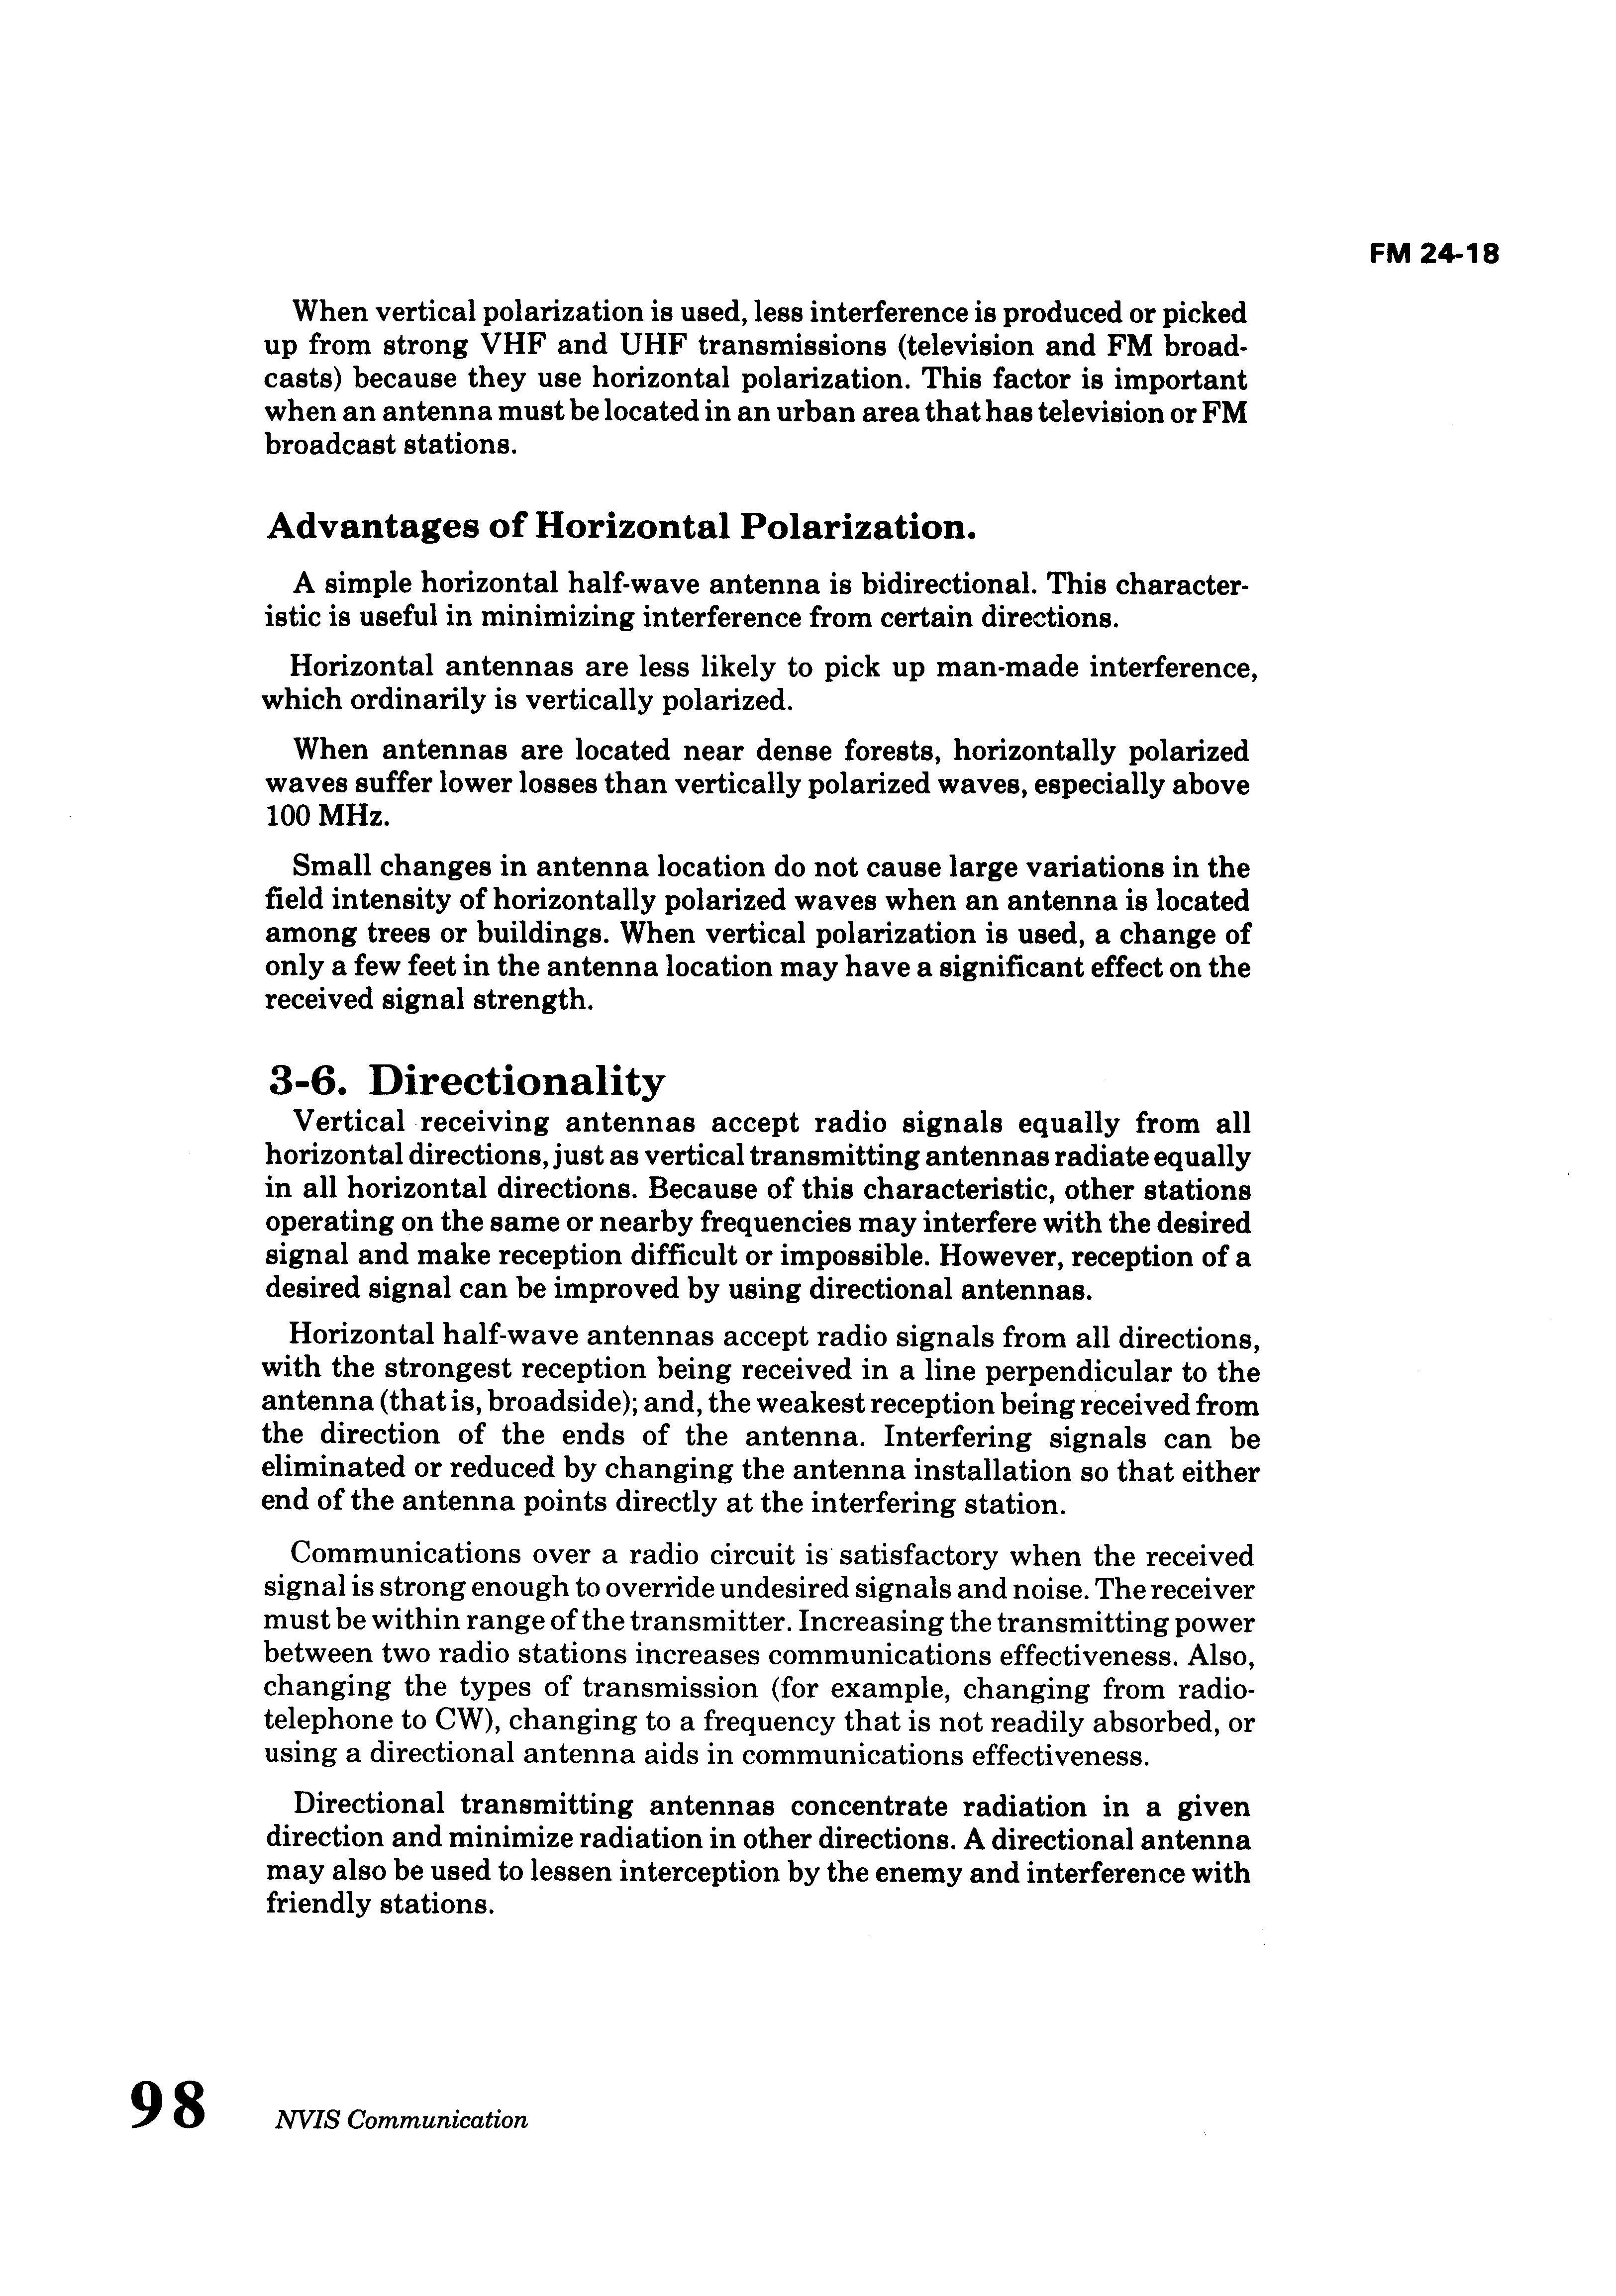 FM 24-18
When vertical polarization is used, less interference is produced or picked
up from strong VHF and UHF transmissions (television and FM broad-
casts) because they use horizontal polarization. This factor is important
when an antenna must be located in an urban area that has television or FM
broadcast stations.
Advantages of Horizontal Polarization.
A simple horizontal half-wave antenna is bidirectional. This character-
istic is useful in minimizing interference from certain directions.
Horizontal antennas are less likely to pick up man-made interference,
which ordinarily is vertically polarized.
When antennas are located near dense forests, horizontally polarized
waves suffer lower losses than vertically polarized waves, especially above
100 MHz.
Small changes in antenna location do not cause large variations in the
field intensity of horizontally polarized waves when an antenna is located
among trees or buildings. When vertical polarization is used, a change of
only a few feet in the antenna location may have a significant effect on the
received signal strength.
3-6. Directionality
Vertical receiving antennas accept radio signals equally from all
horizontal directions, just as vertical transmitting antennas radiate equally
in all horizontal directions. Because of this characteristic, other stations
operating on the same or nearby frequencies may interfere with the desired
signal and make reception difficult or impossible. However, reception of a
desired signal can be improved by using directional antennas.
Horizontal half-wave antennas accept radio signals from all directions,
with the strongest reception being received in a line perpendicular to the
antenna (that is, broadside); and, the weakest reception being received from
the direction of the ends of the antenna. Interfering signals can be
eliminated or reduced by changing the antenna installation so that either
end of the antenna points directly at the interfering station.
Communications over a radio circuit is satisfactory when the received
signal is strong enough to override undesired signals and noise. The receiver
must be within range of the transmitter. Increasing the transmitting power
between two radio stations increases communications effectiveness. Also,
changing the types of transmission (for example, changing from radio-
telephone to CW), changing to a frequency that is not readily absorbed, or
using a directional antenna aids in communications effectiveness.
Directional transmitting antennas concentrate radiation in a given
direction and minimize radiation in other directions. A directional antenna
may also be used to lessen interception by the enemy and interference with
friendly stations.
98 NVIS Communication